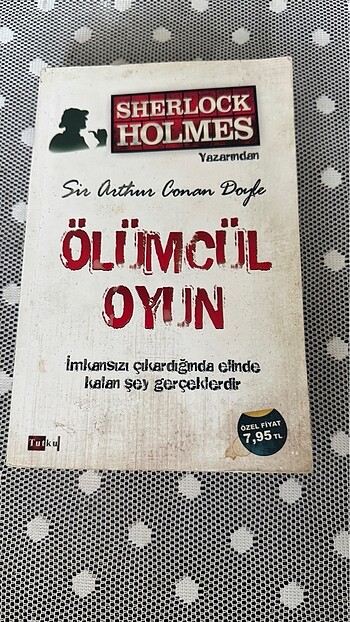 SHERLOCK
HOLMES
Yazarından
Sir Arthur Conan Doyle
ÖLÜMCÜL
OYUN
İmkansızı çıkardığında elinde
kalan şey gerçeklerdir
Tutku
ÖZEL FİYAT
7,95 TL